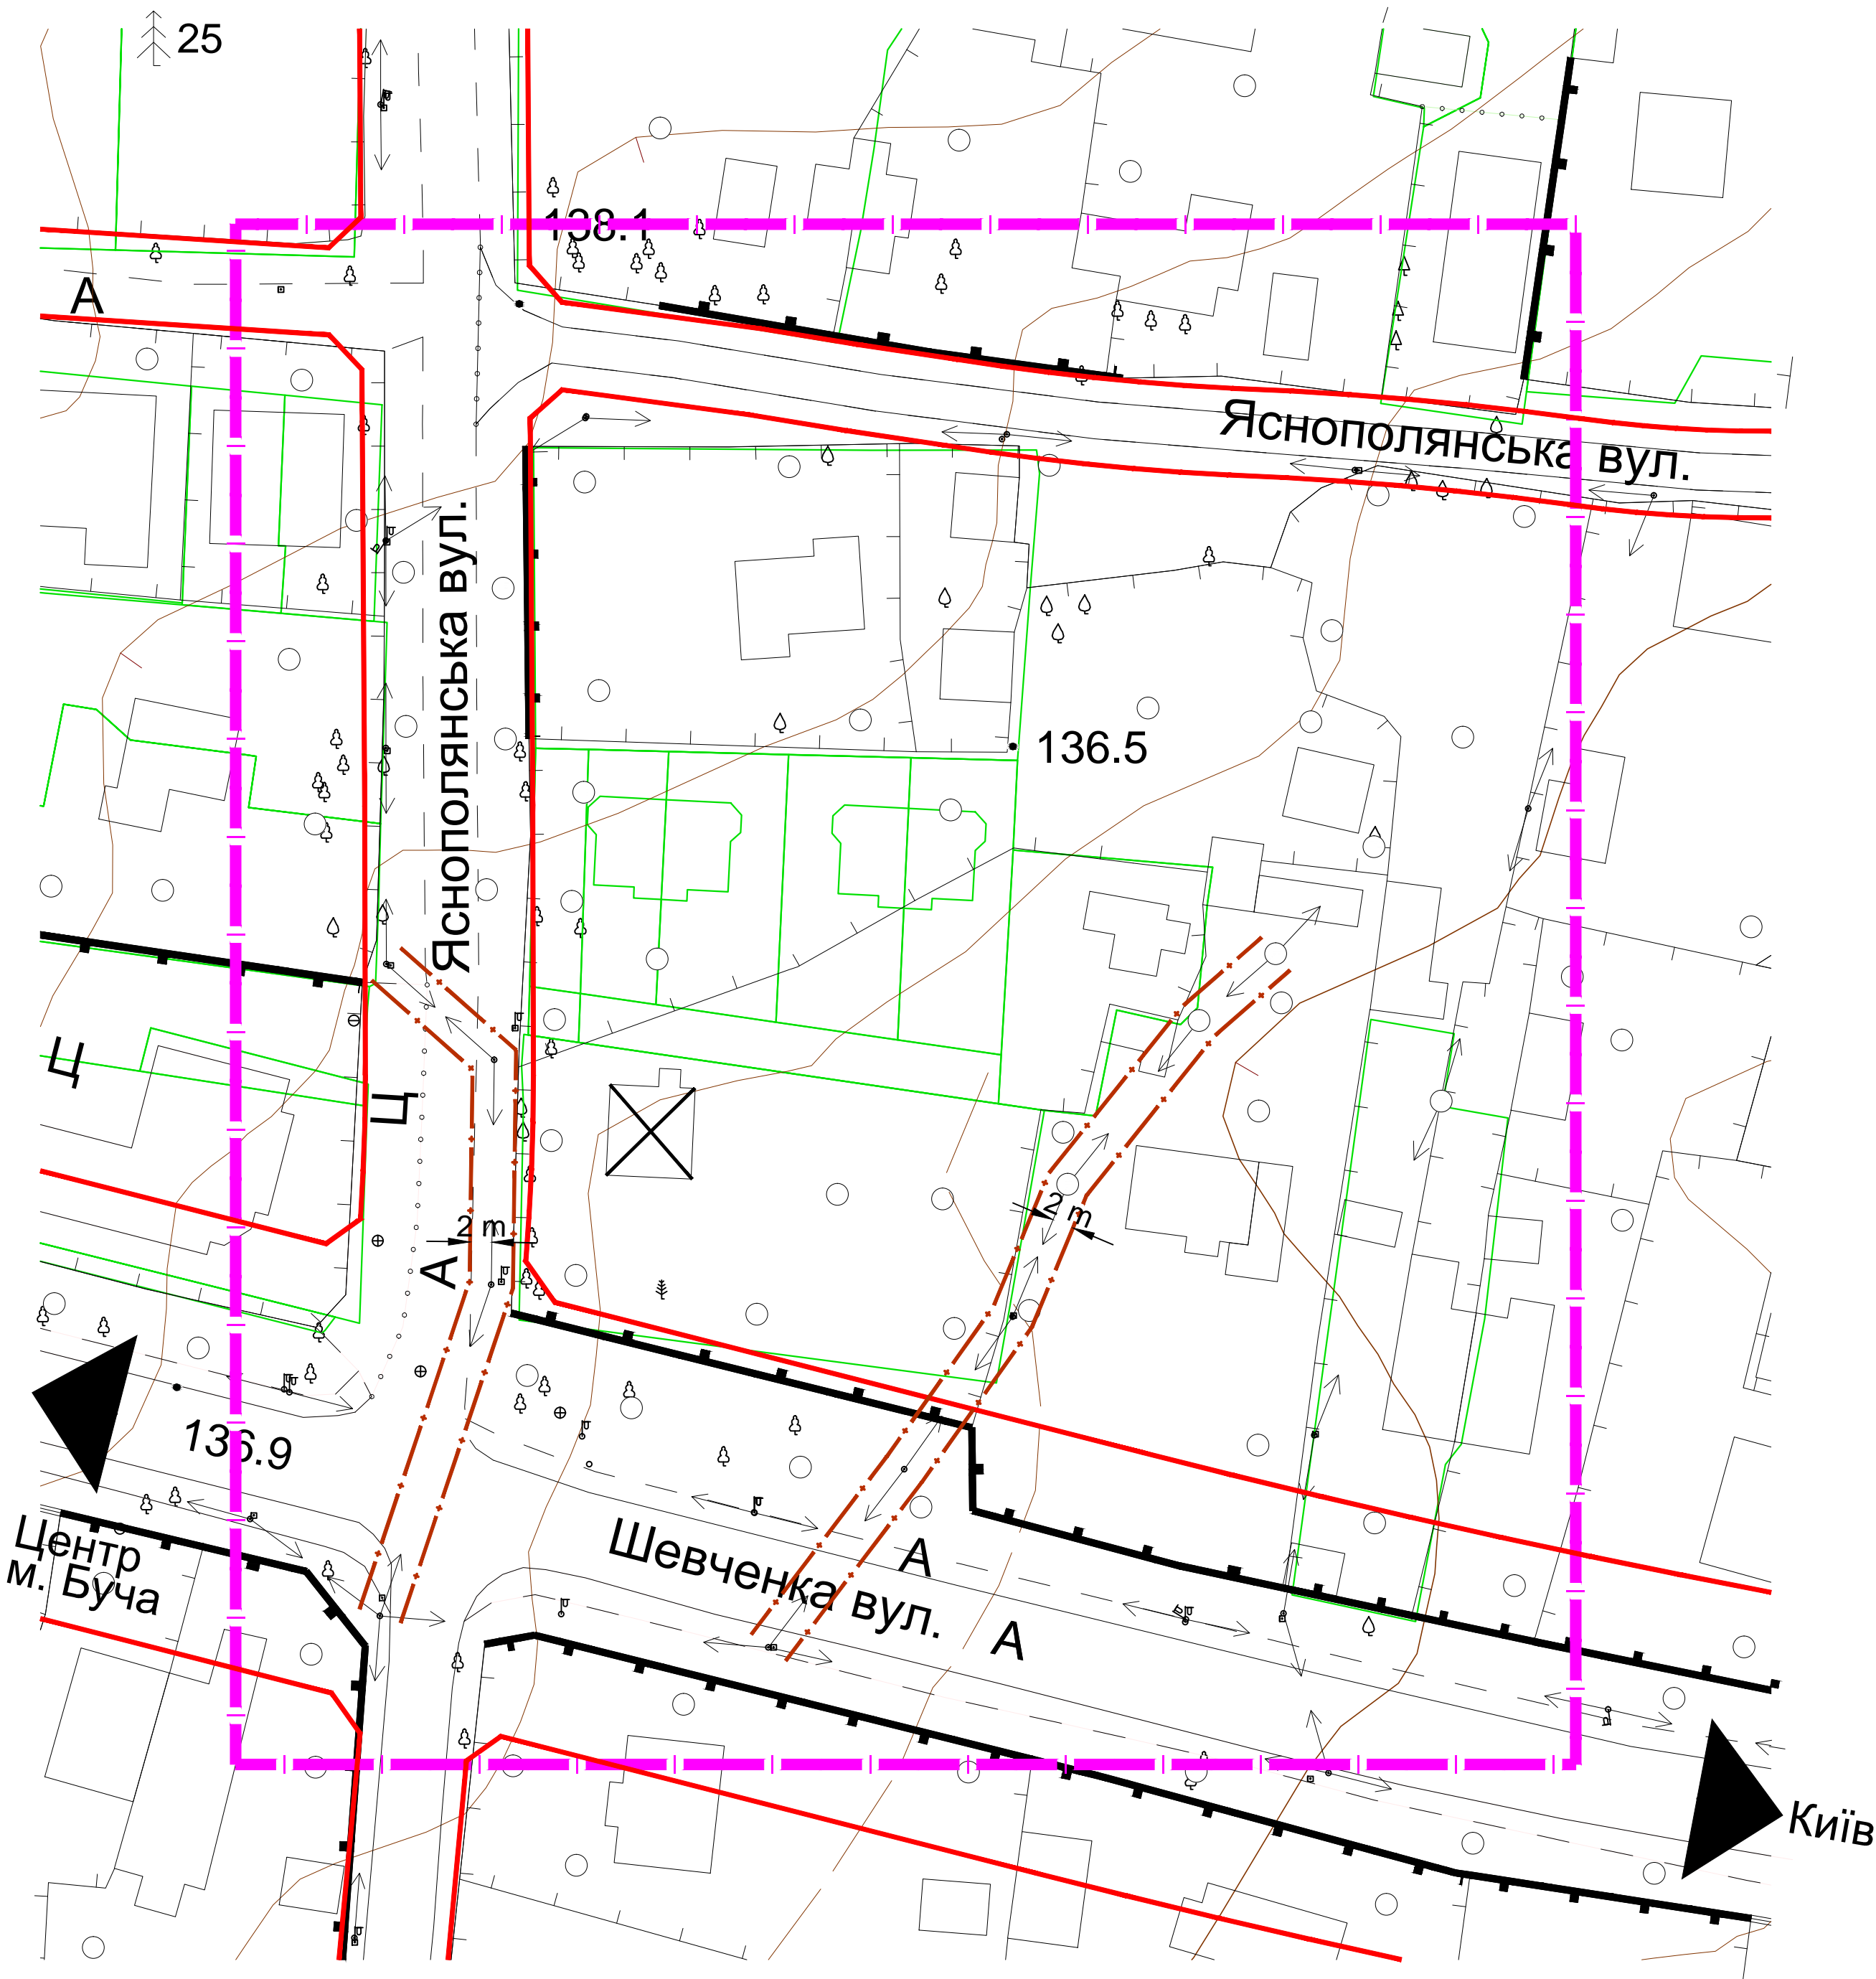 25
138.1
А
Яснополянська вул.
Яснополянська вул.
136.5
Ц
2 m
2 m
А
136.9
Центр
м. Буча
Шевченка вул.
А
А
Київ